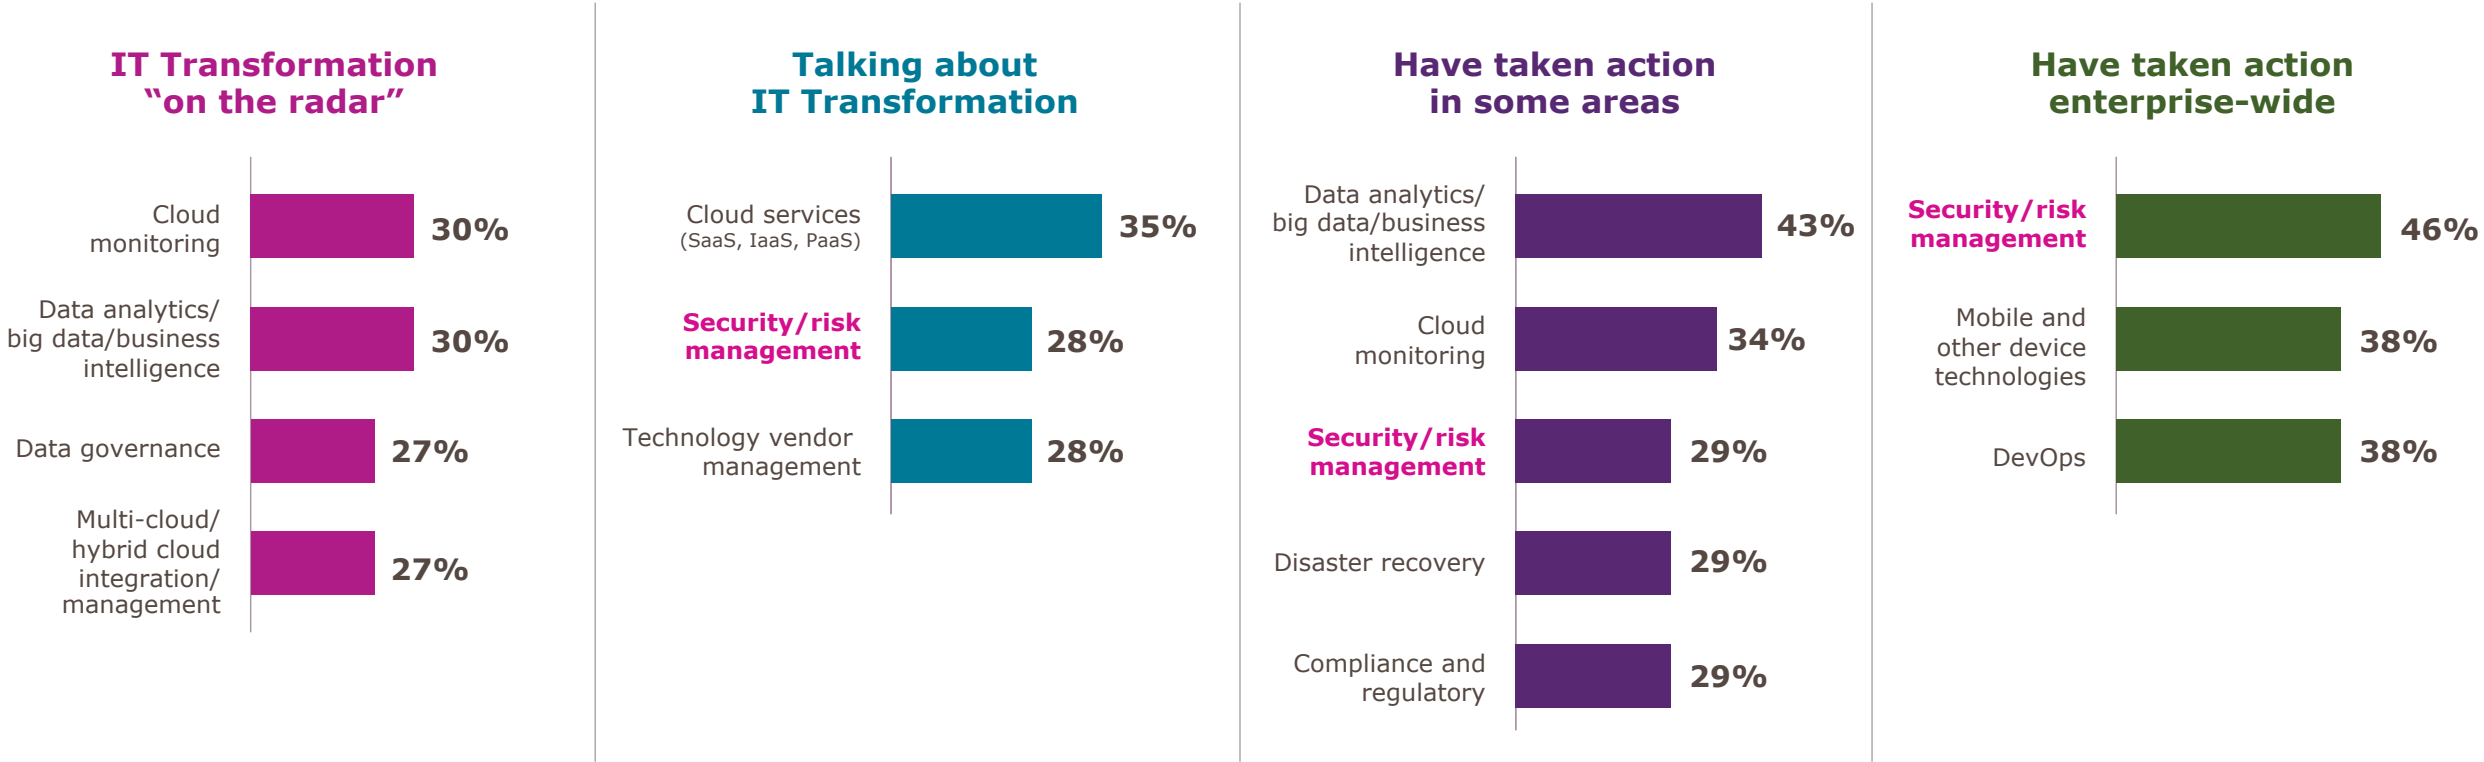 IT Transformation
“on the radar”
Cloud
monitoring
30%
Data analytics/
big data/business
intelligence
30%
Data governance
27%
Multi-cloud/
hybrid cloud
integration/
management
27%
Talking about
IT Transformation
Cloud services
(SaaS, IaaS, PaaS)
35%
Security/risk
management
28%
Technology vendor
management
28%
Have taken action
in some areas
Data analytics/
big data/business
intelligence
43%
Cloud
monitoring
34%
Security/risk
management
29%
Disaster recovery
29%
Compliance and
regulatory
29%
Have taken action
enterprise-wide
Security/risk
management
46%
Mobile and
other device
technologies
38%
DevOps
38%